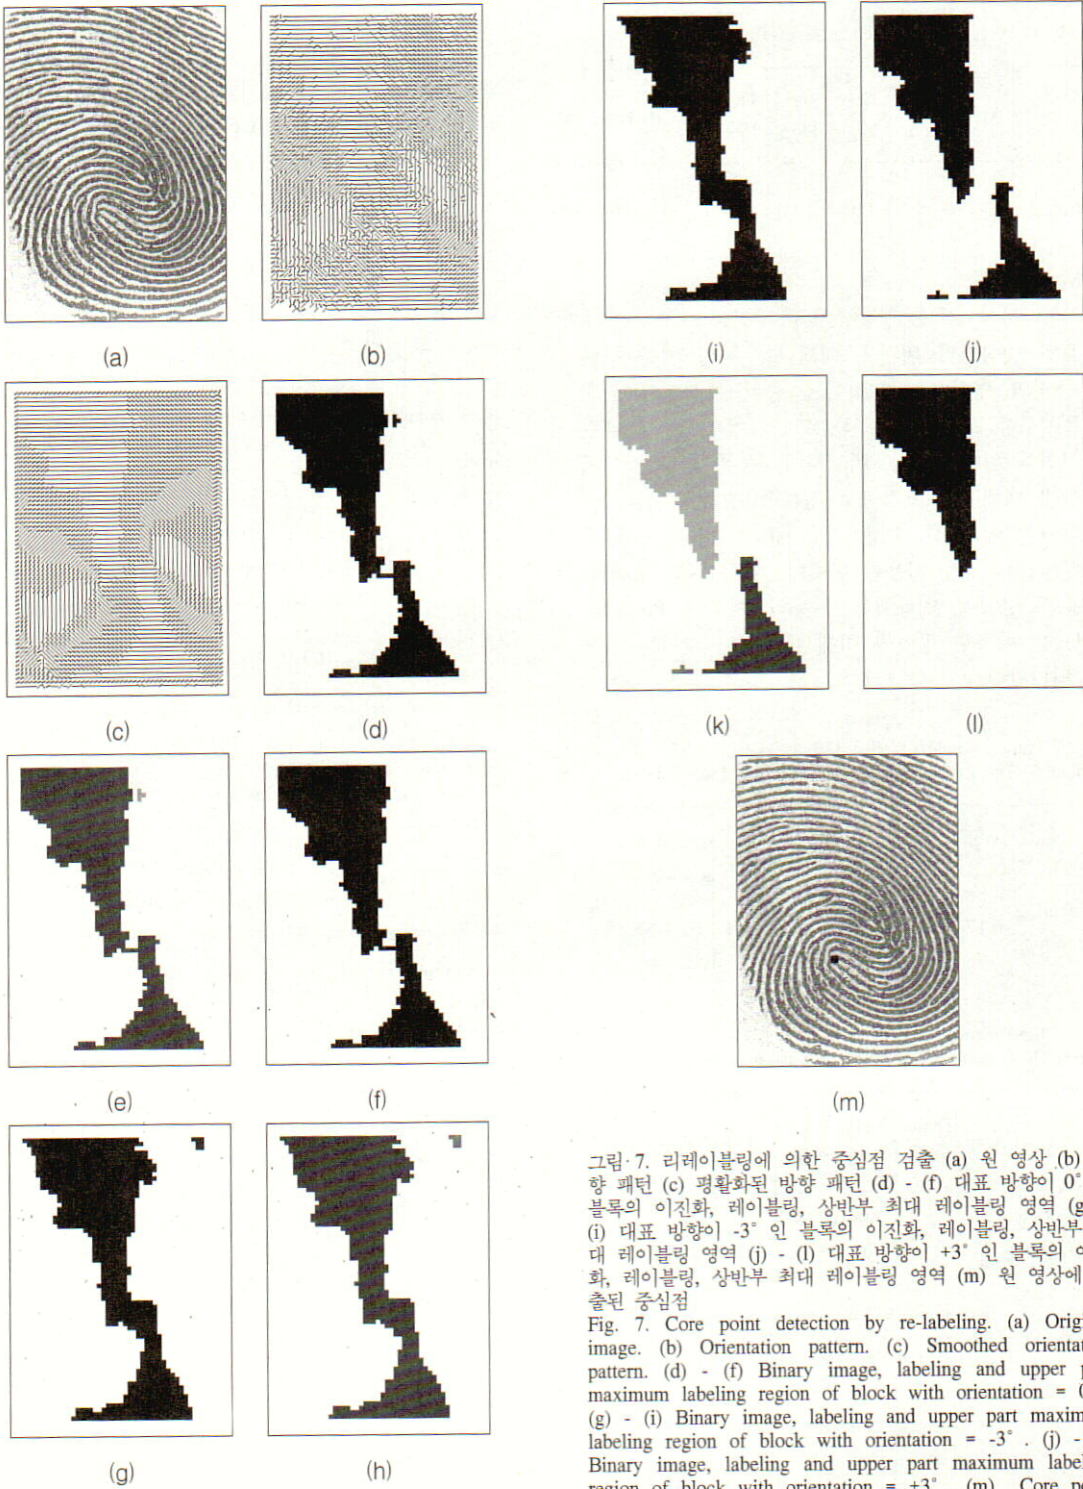 (a)
(b)
(c)
(d)
(e)
(f)
(g)
(h)
(i)
(j)
(k)
(l)
(m)
그림 7. 리레이블링에 의한 중심점 검출 (a) 원 영상 (b)
향 패턴 (c) 평활화된 방향 패턴 (d) - (f) 대표 방향이 0°
블록의 이진화, 레이블링, 상반부 최대 레이블링 영역 (g
(i) 대표 방향이 -3° 인 블록의 이진화, 레이블링, 상반부
대 레이블링 영역 (j) - (l) 대표 방향이 +3° 인 블록의
화, 레이블링, 상반부 최대 레이블링 영역 (m) 원 영상에
출된 중심점
Fig. 7. Core point detection by re-labeling. (a) Orig
image. (b) Orientation pattern. (c) Smoothed orientat
pattern. (d) - (f) Binary image, labeling and upper p
maximum labeling region of block with orientation =
(g) - (i) Binary image, labeling and upper part maxim
labeling region of block with orientation = -3° . (j) -
Binary image, labeling and upper part maximum label
region of block with orientation = +3° . (m) Core po